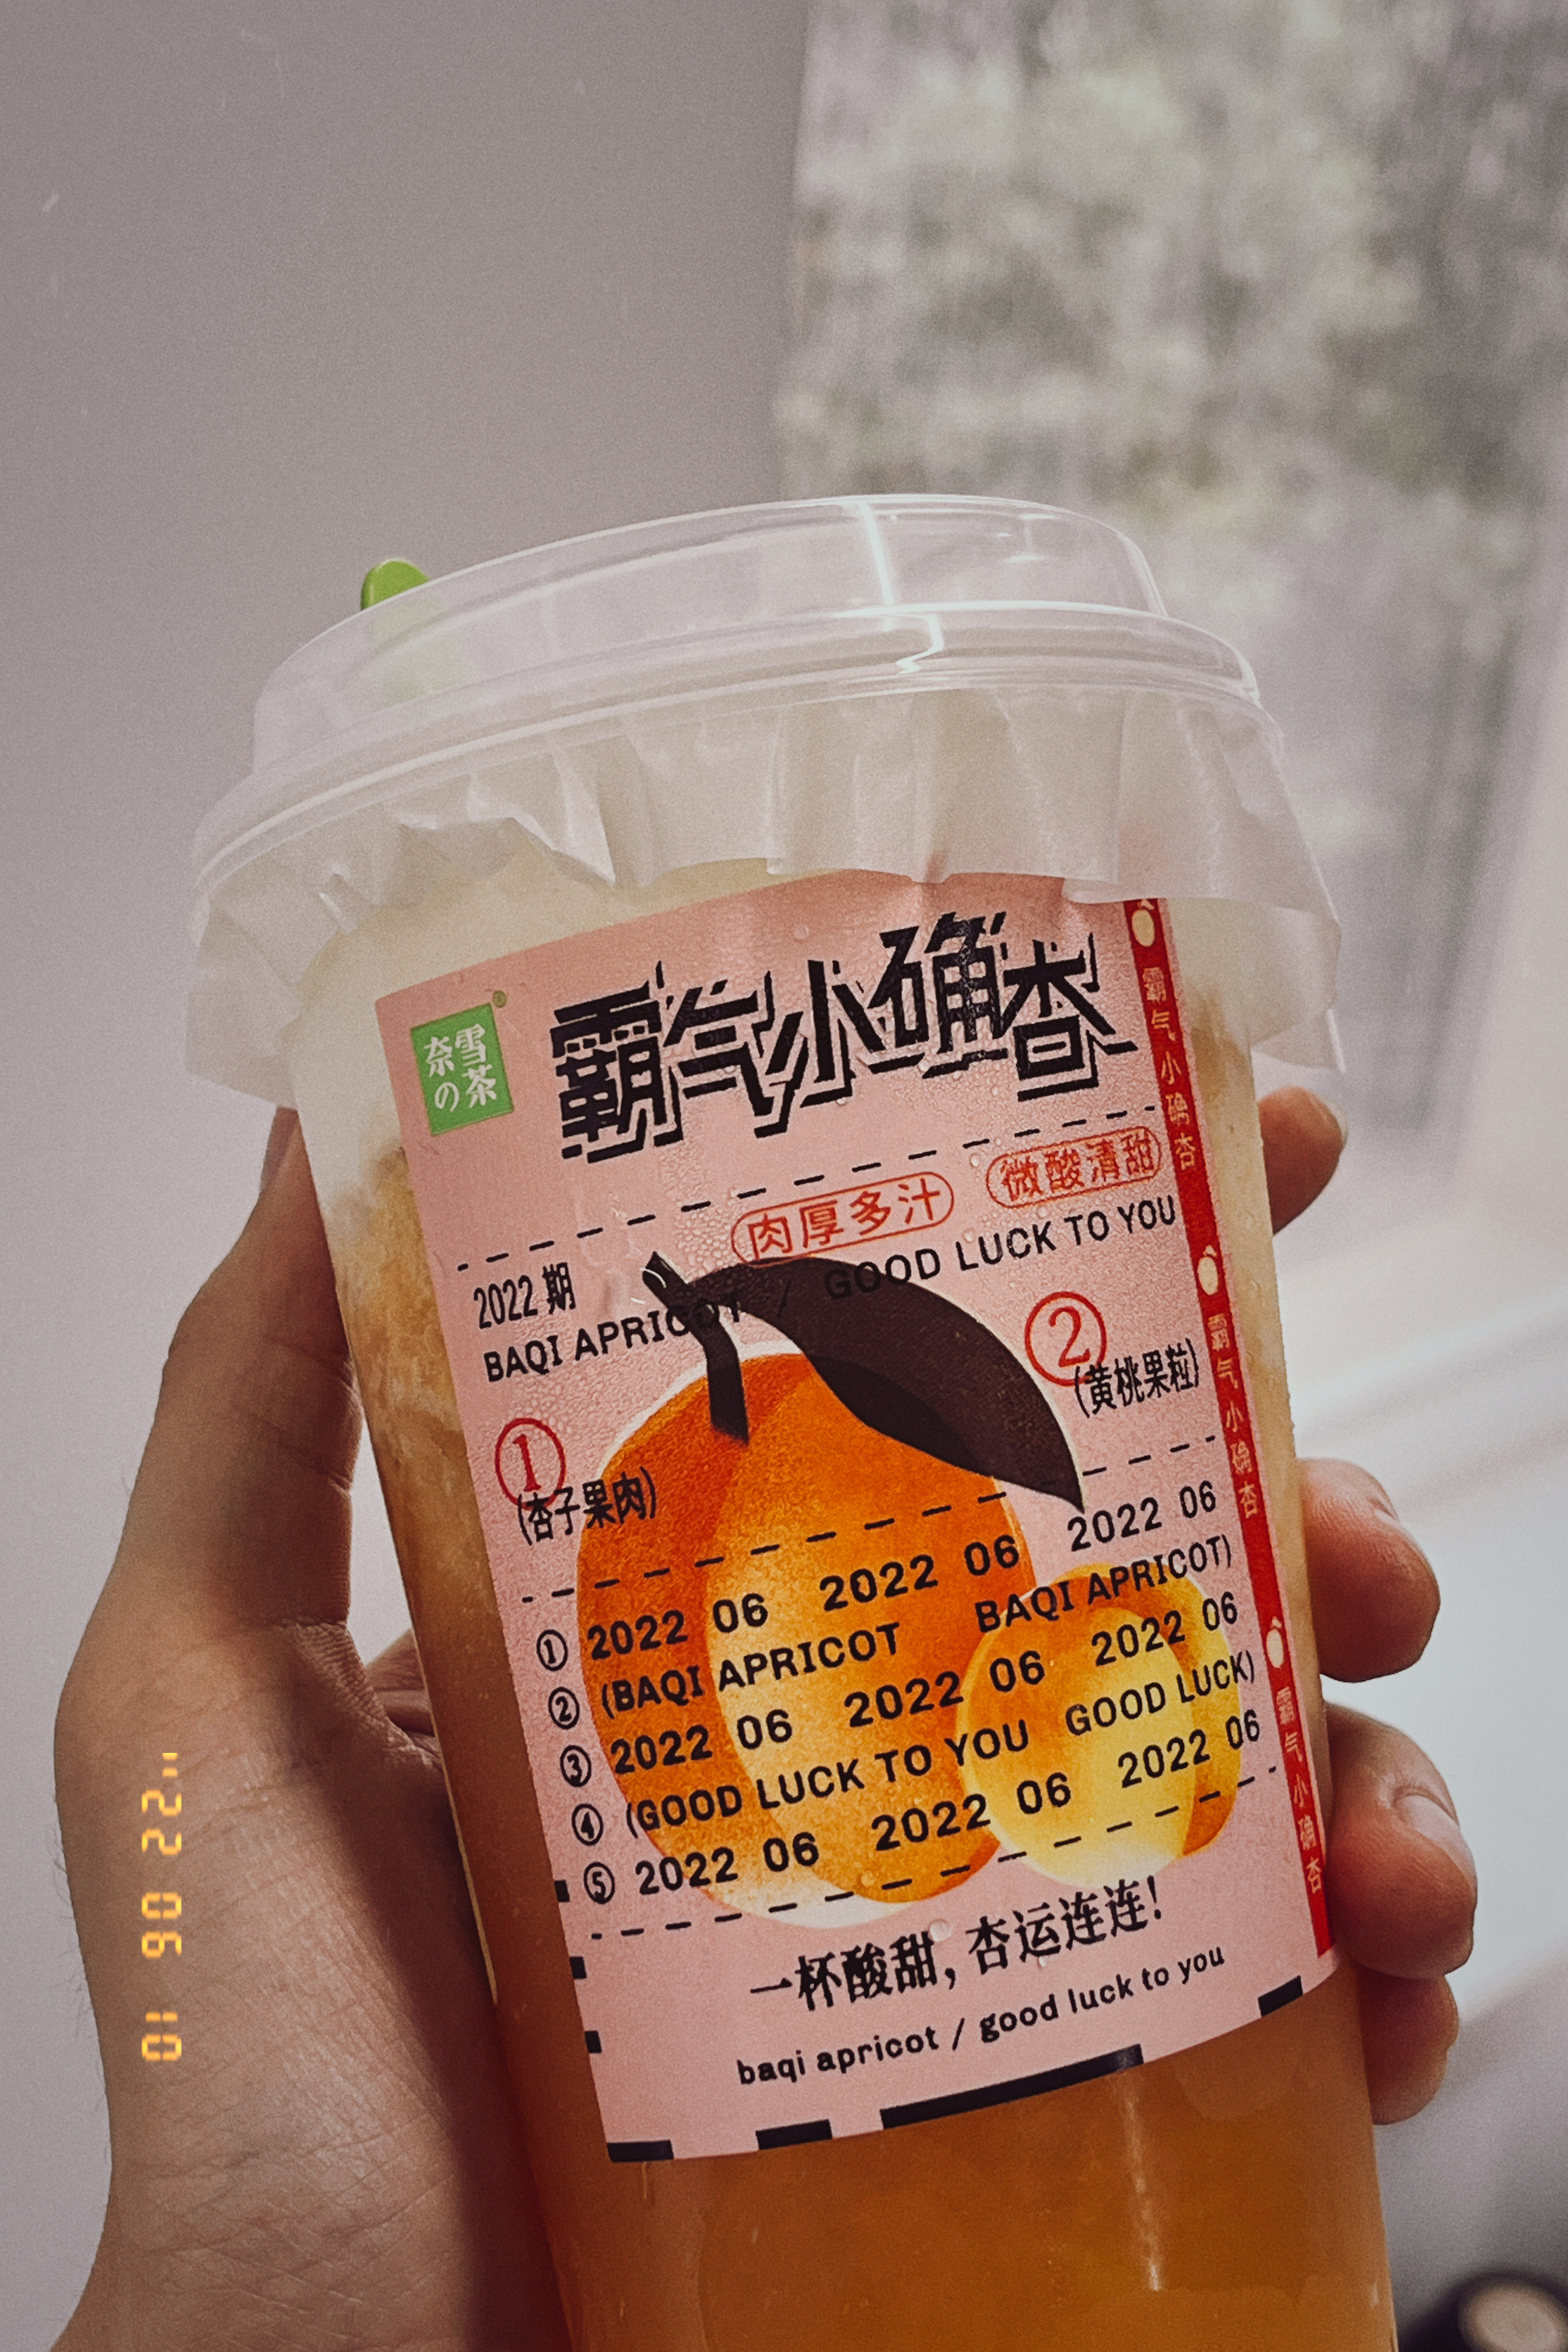 奈雪
の茶
®
霸气小确杏
肉厚多汁 微酸清甜
2022 期
BAQI APRICOT / GOOD LUCK TO YOU
①
(杏子果肉)
②
(黄桃果粒)
① 2022 06 2022 06 2022 06
② (BAQI APRICOT BAQI APRICOT)
③ 2022 06 2022 06 2022 06
④ (GOOD LUCK TO YOU GOOD LUCK)
⑤ 2022 06 2022 06 2022 06
一杯酸甜，杏运连连！
baqi apricot / good luck to you
霸气小确杏
霸气小确杏
霸气小确杏
'22 06 10